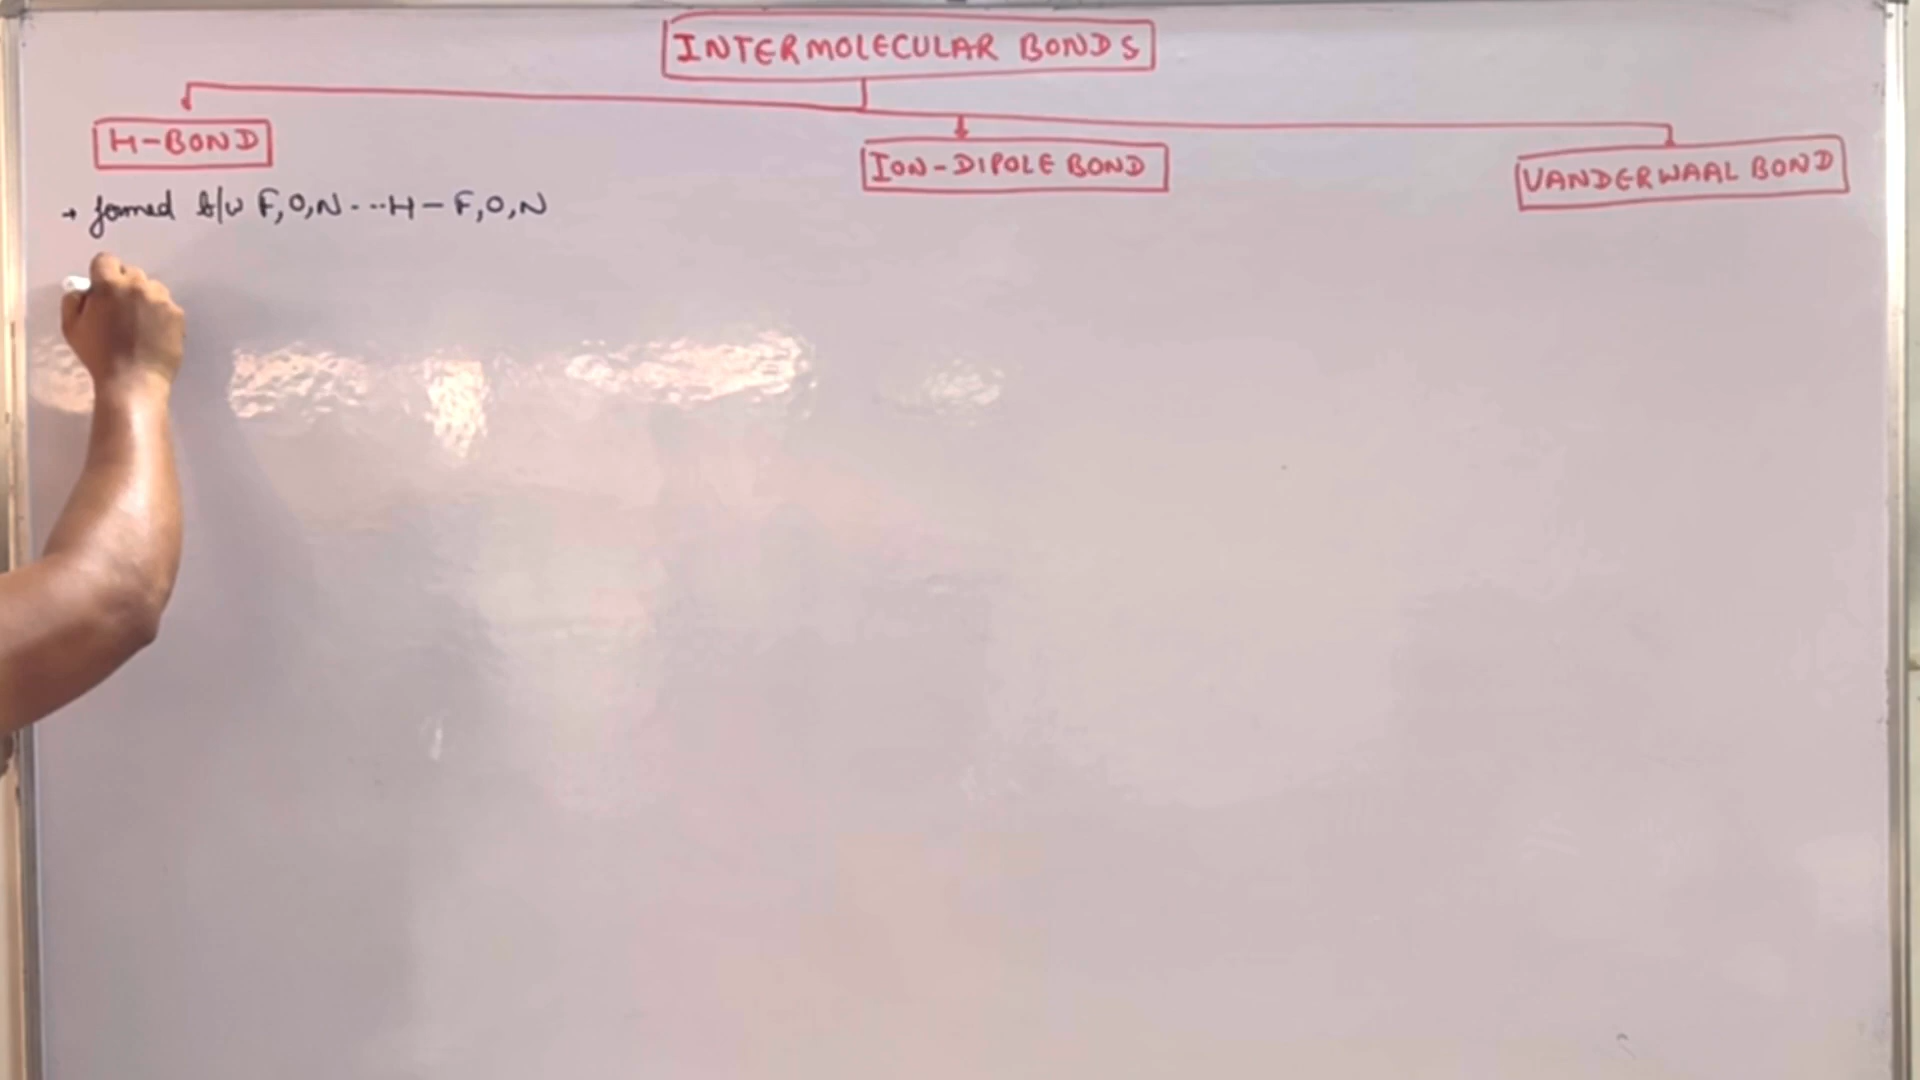 INTERMOLECULAR BONDS
H-BOND
ION-DIPOLE BOND
VANDERWAAL BOND
→ formed b/w F,O,N-···H-F,O,N